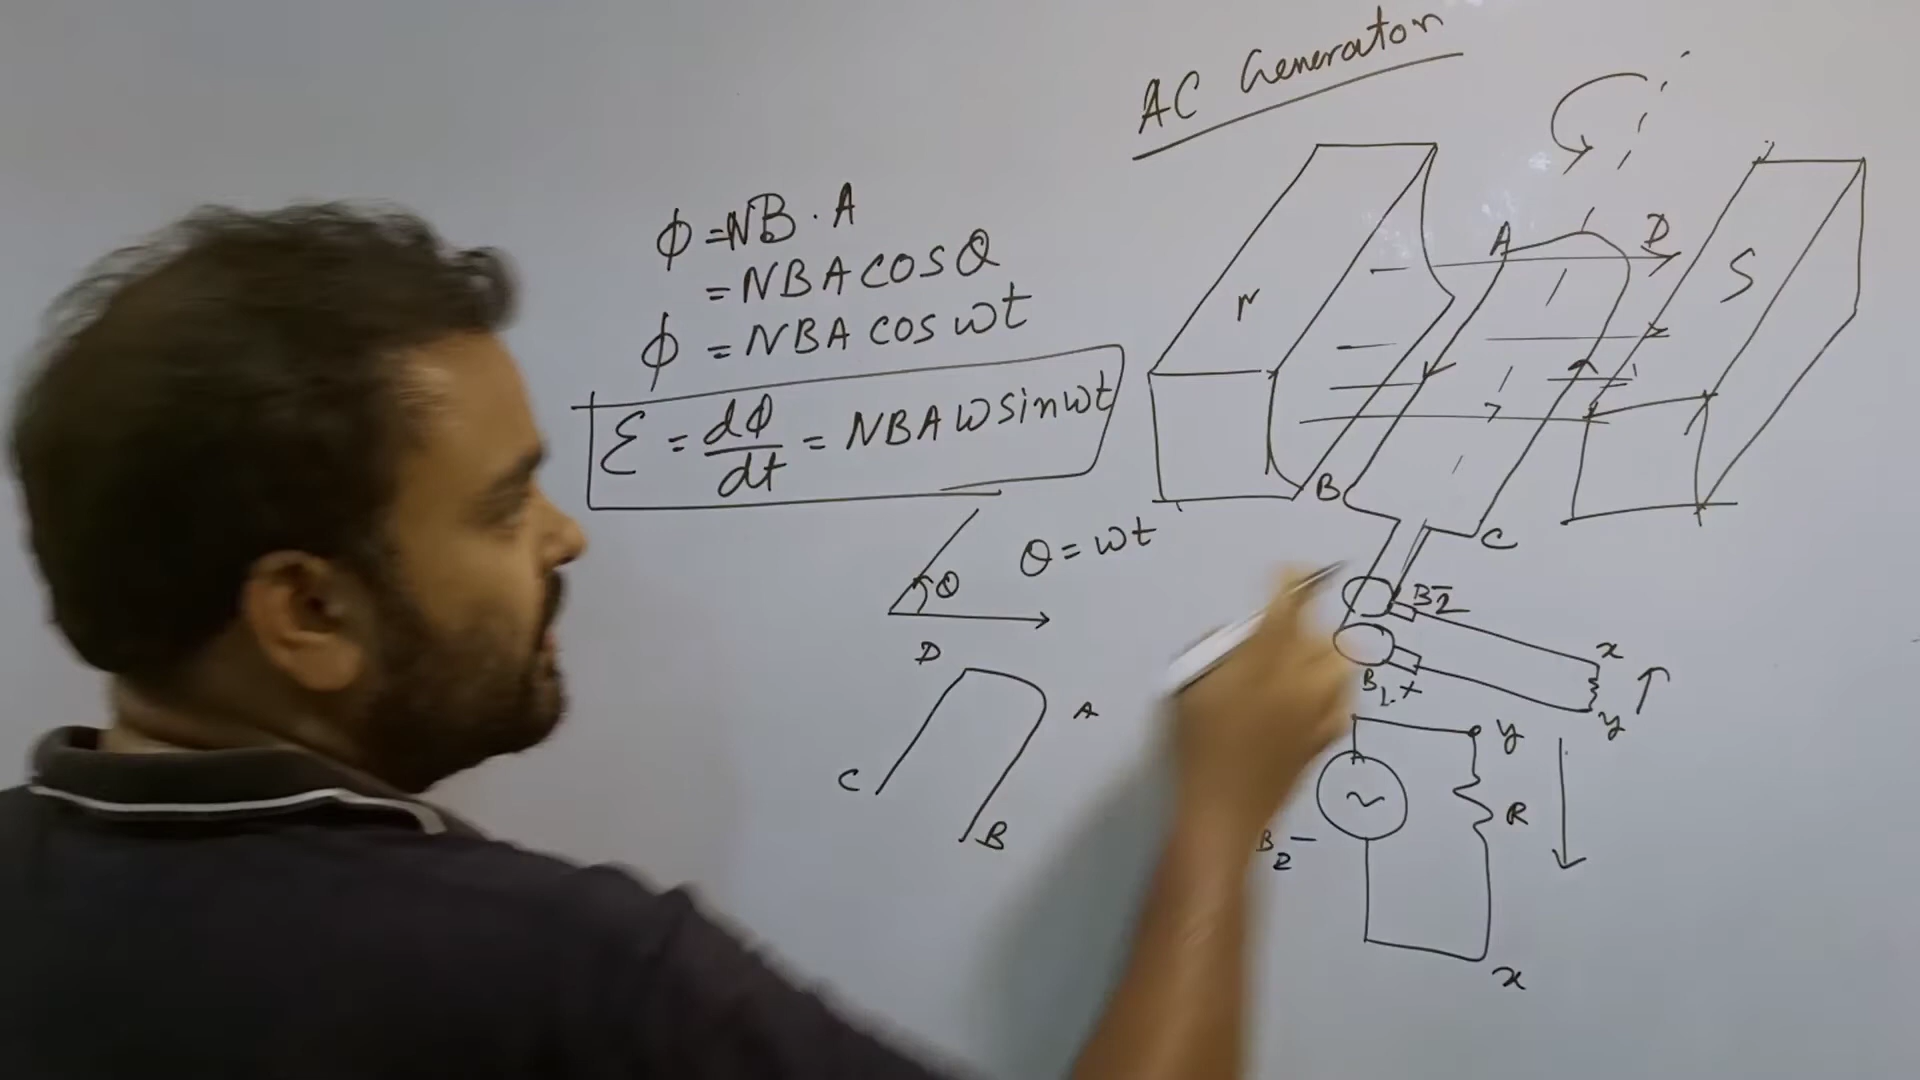 AC Generator
ϕ = NB · A
= NBA cos θ
ϕ = NBA cos ωt
ℰ = dϕ/dt = NBAω sin ωt
θ
θ = ωt
D
A
C
B
N
S
A
D
B
C
B2 −
B1 +
x
y
y
R
B2 −
x